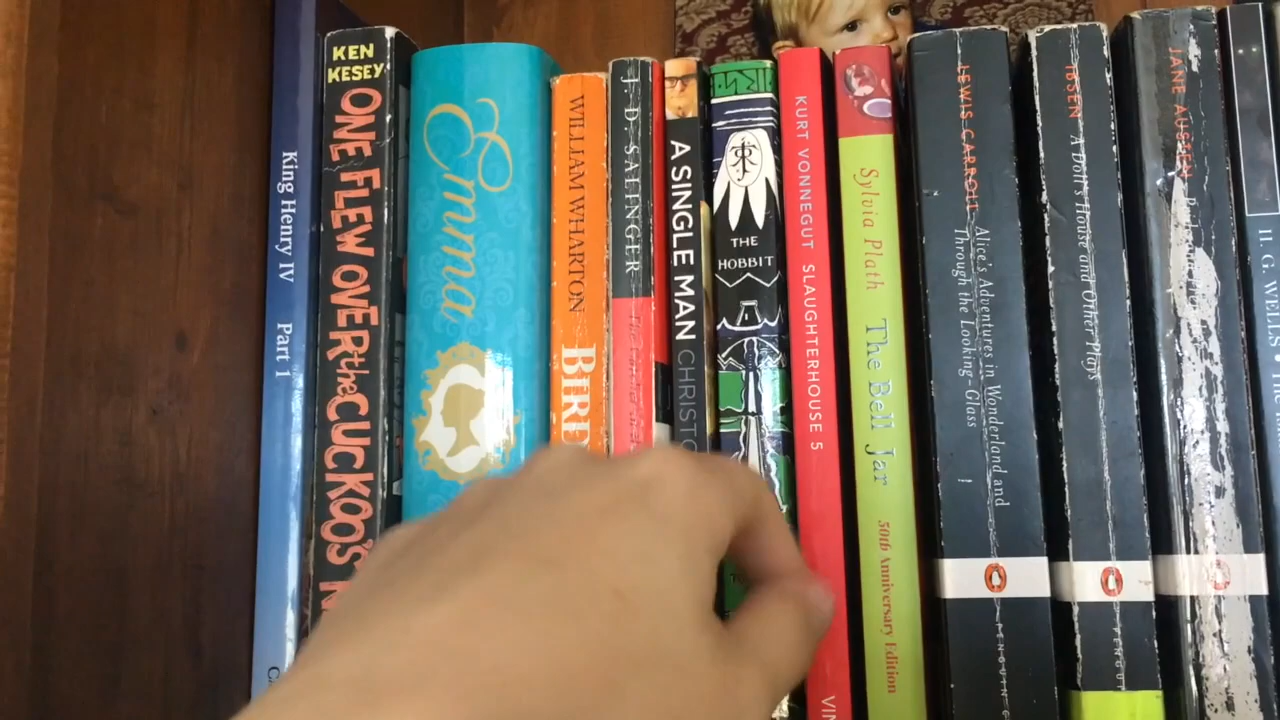 King Henry IV Part 1
KEN
KESEY
ONE FLEW OVER the CUCKOO'S
Emma
WILLIAM WHARTON
J. D. SALINGER
A SINGLE MAN
THE
HOBBIT
KURT VONNEGUT SLAUGHTERHOUSE 5
Sylvia Plath The Bell Jar
50th Anniversary Edition
LEWIS CARROLL
Alice's Adventures in Wonderland and
Through the Looking-Glass
IBSEN A Doll's House and Other Plays
JANE AUSTEN
H. G. WELLS